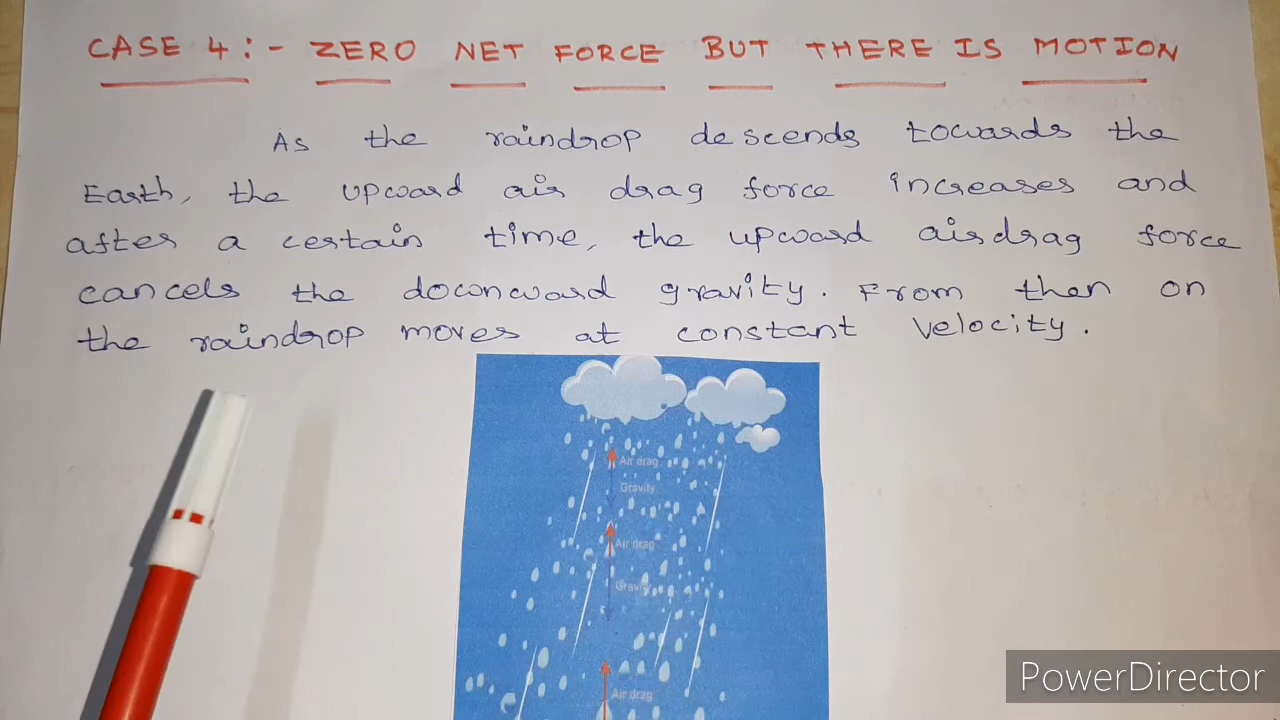 CASE 4:- ZERO NET FORCE BUT THERE IS MOTION
As the raindrop descends towards the
Earth, the upward air drag force increases and
after a certain time, the upward airdrag force
cancels the downward gravity. From then on
the raindrop moves at constant velocity.
Air drag
Gravity
Air drag
Gravity
Air drag
PowerDirector